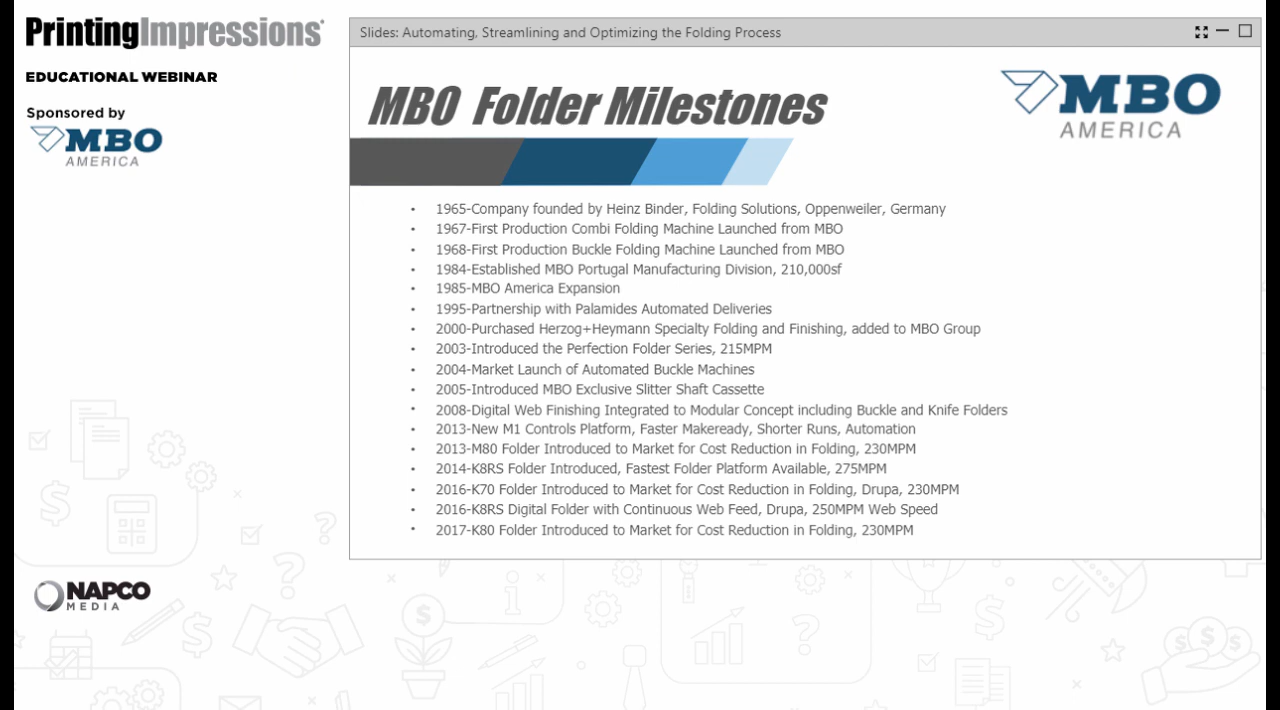 PrintingImpressions®
EDUCATIONAL WEBINAR
Sponsored by
MBO
AMERICA
Slides: Automating, Streamlining and Optimizing the Folding Process
MBO Folder Milestones
MBO
AMERICA
• 1965-Company founded by Heinz Binder, Folding Solutions, Oppenweiler, Germany
• 1967-First Production Combi Folding Machine Launched from MBO
• 1968-First Production Buckle Folding Machine Launched from MBO
• 1984-Established MBO Portugal Manufacturing Division, 210,000sf
• 1985-MBO America Expansion
• 1995-Partnership with Palamides Automated Deliveries
• 2000-Purchased Herzog+Heymann Specialty Folding and Finishing, added to MBO Group
• 2003-Introduced the Perfection Folder Series, 215MPM
• 2004-Market Launch of Automated Buckle Machines
• 2005-Introduced MBO Exclusive Slitter Shaft Cassette
• 2008-Digital Web Finishing Integrated to Modular Concept including Buckle and Knife Folders
• 2013-New M1 Controls Platform, Faster Makeready, Shorter Runs, Automation
• 2013-M80 Folder Introduced to Market for Cost Reduction in Folding, 230MPM
• 2014-K8RS Folder Introduced, Fastest Folder Platform Available, 275MPM
• 2016-K70 Folder Introduced to Market for Cost Reduction in Folding, Drupa, 230MPM
• 2016-K8RS Digital Folder with Continuous Web Feed, Drupa, 250MPM Web Speed
• 2017-K80 Folder Introduced to Market for Cost Reduction in Folding, 230MPM
NAPCO
MEDIA